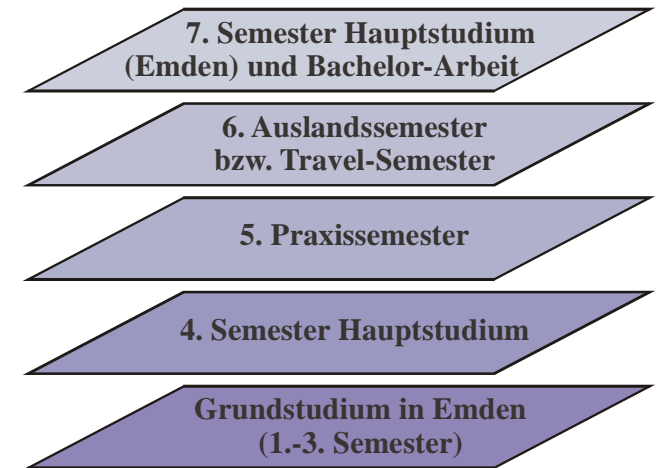 7. Semester Hauptstudium
(Emden) und Bachelor-Arbeit
6. Auslandssemester
bzw. Travel-Semester
5. Praxissemester
4. Semester Hauptstudium
Grundstudium in Emden
(1.-3. Semester)